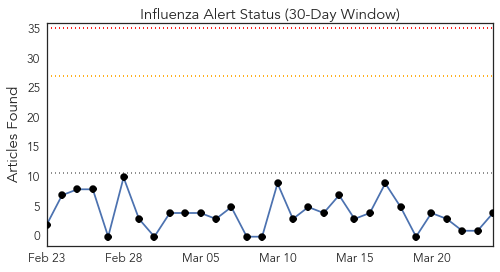 Influenza Alert Status (30-Day Window)
Articles Found
35
30
25
20
15
10
5
0
Feb 23 Feb 28 Mar 05 Mar 10 Mar 15 Mar 20